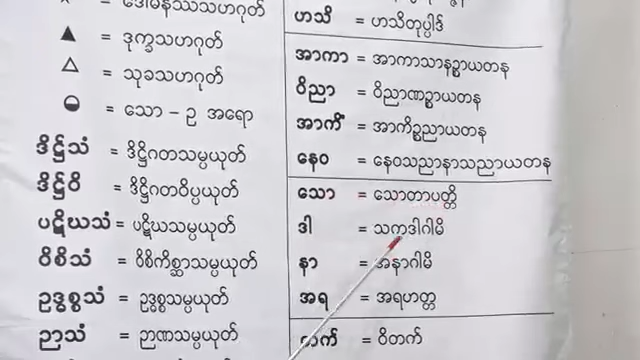 ဒေါမနဿသဟဂုတ်
▲ = ဒုက္ခသဟဂုတ်
△ = သုခသဟဂုတ်
= သော – ဥ အရော
ဒိဋ္ဌိသံ = ဒိဋ္ဌိဂတသမ္ပယုတ်
ဒိဋ္ဌိဝိ = ဒိဋ္ဌိဂတဝိပ္ပယုတ်
ပဋိဃသံ = ပဋိဃသမ္ပယုတ်
ဝိစိသံ = ဝိစိကိစ္ဆာသမ္ပယုတ်
ဥဒ္ဓစ္စသံ = ဥဒ္ဓစ္စသမ္ပယုတ်
ဉာသံ = ဉာဏသမ္ပယုတ်
ဟသိ = ဟသိတုပ္ပါဒ်
အာကာ = အာကာသာနဉ္စာယတန
ဝိညာ = ဝိညာဏဉ္စာယတန
အာကိ = အာကိဉ္စညာယတန
နေဝ = နေဝသညာနာသညာယတန
သော = သောတာပတ္တိ
ဒါ = သကဒါဂါမိ
နာ = အနာဂါမိ
အရ = အရဟတ္တ
= ဝိတက်